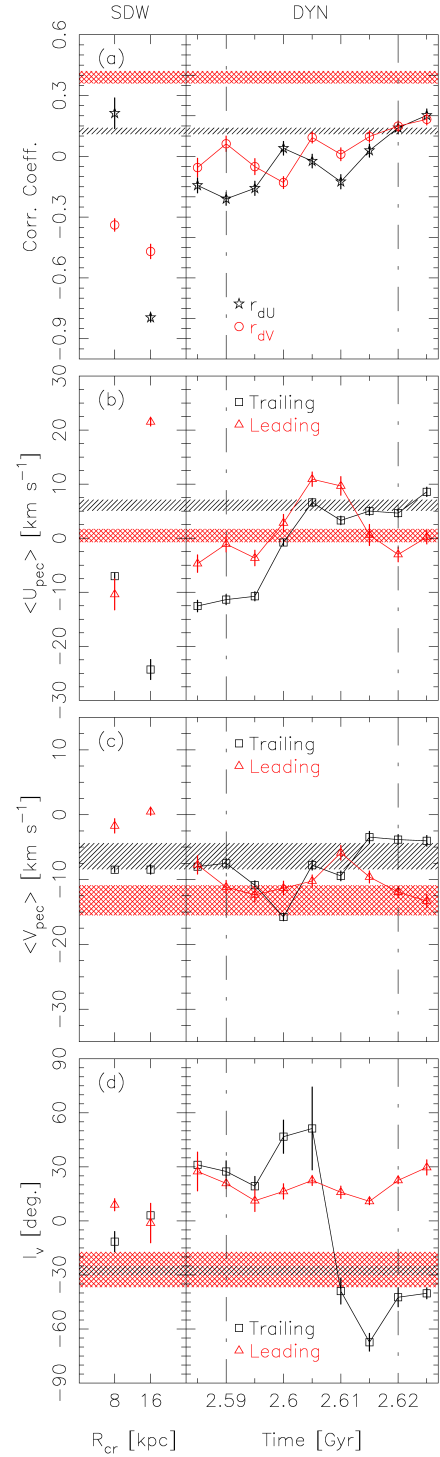 SDW DYN
(a)
Corr. Coeff.
0.6
0.3
0
−0.3
−0.6
−0.9
r_dU
r_dV
(b)
<U_pec> [km s⁻¹]
30
20
10
0
−10
−20
−30
Trailing
Leading
(c)
<V_pec> [km s⁻¹]
10
0
−10
−20
−30
Trailing
Leading
(d)
l_v [deg.]
90
60
30
0
−30
−60
−90
Trailing
Leading
8 16 2.59 2.6 2.61 2.62
R_cr [kpc] Time [Gyr]